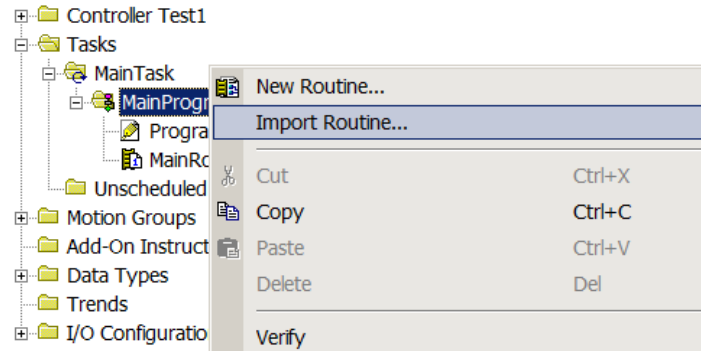 Controller Test1
Tasks
MainTask
MainProgr
Progra
MainRo
Unscheduled
Motion Groups
Add-On Instruct
Data Types
Trends
I/O Configuratio
New Routine...
Import Routine...
Cut Ctrl+X
Copy Ctrl+C
Paste Ctrl+V
Delete Del
Verify